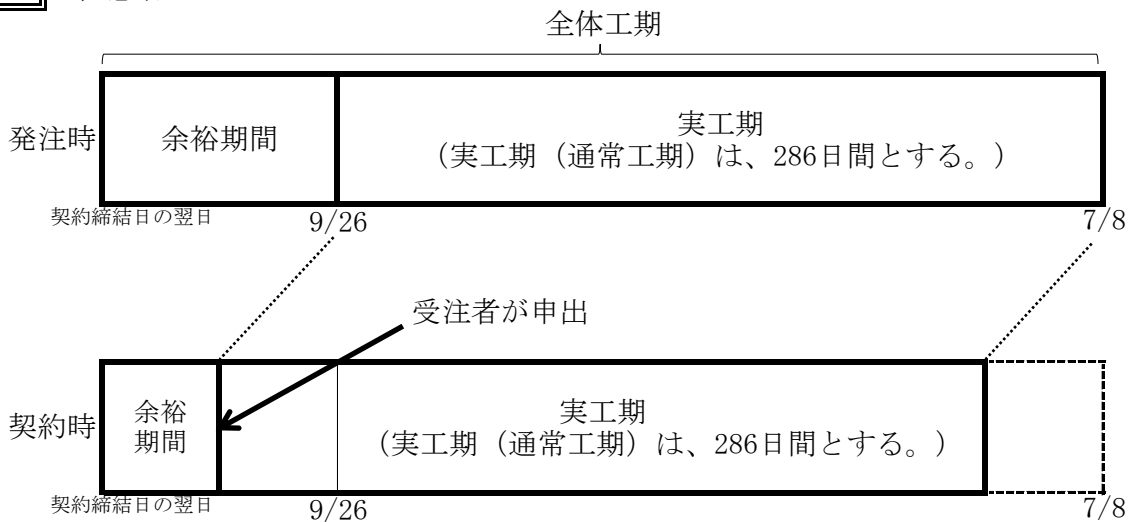 全体工期
発注時
余裕期間
実工期
（実工期（通常工期）は、286日間とする。）
契約締結日の翌日
9/26
7/8
受注者が申出
契約時
余裕
期間
実工期
（実工期（通常工期）は、286日間とする。）
契約締結日の翌日
9/26
7/8